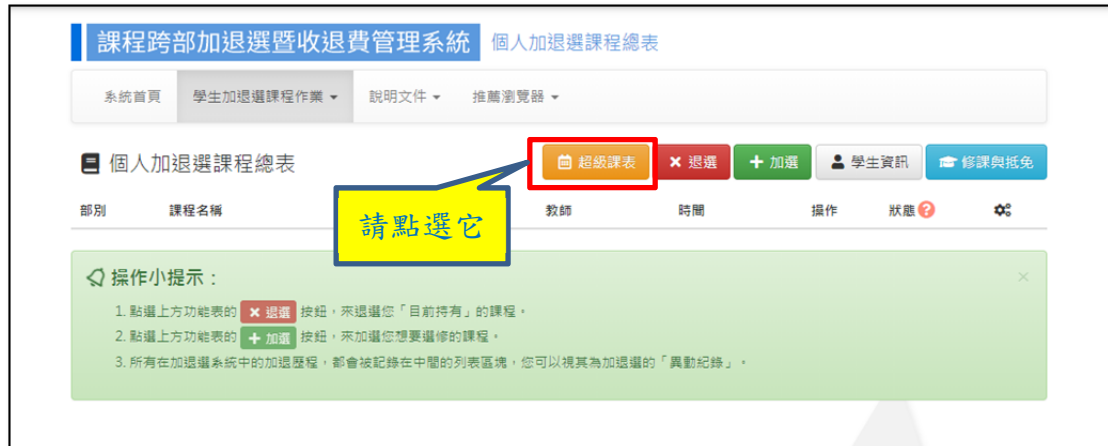 課程跨部加退選暨收退費管理系統 個人加退選課程總表
系統首頁 學生加退選課程作業 說明文件 推薦瀏覽器
個人加退選課程總表 超級課表 退選 加選 學生資訊 修課與抵免
部別 課程名稱 教師 時間 操作 狀態
請點選它
操作小提示：
1. 點選上方功能表的 退選 按鈕，來退選您「目前持有」的課程。
2. 點選上方功能表的 加選 按鈕，來加選您想要選修的課程。
3. 所有在加退選系統中的加退歷程，都會被記錄在中間的列表區塊，您可以視其為加退選的「異動紀錄」。